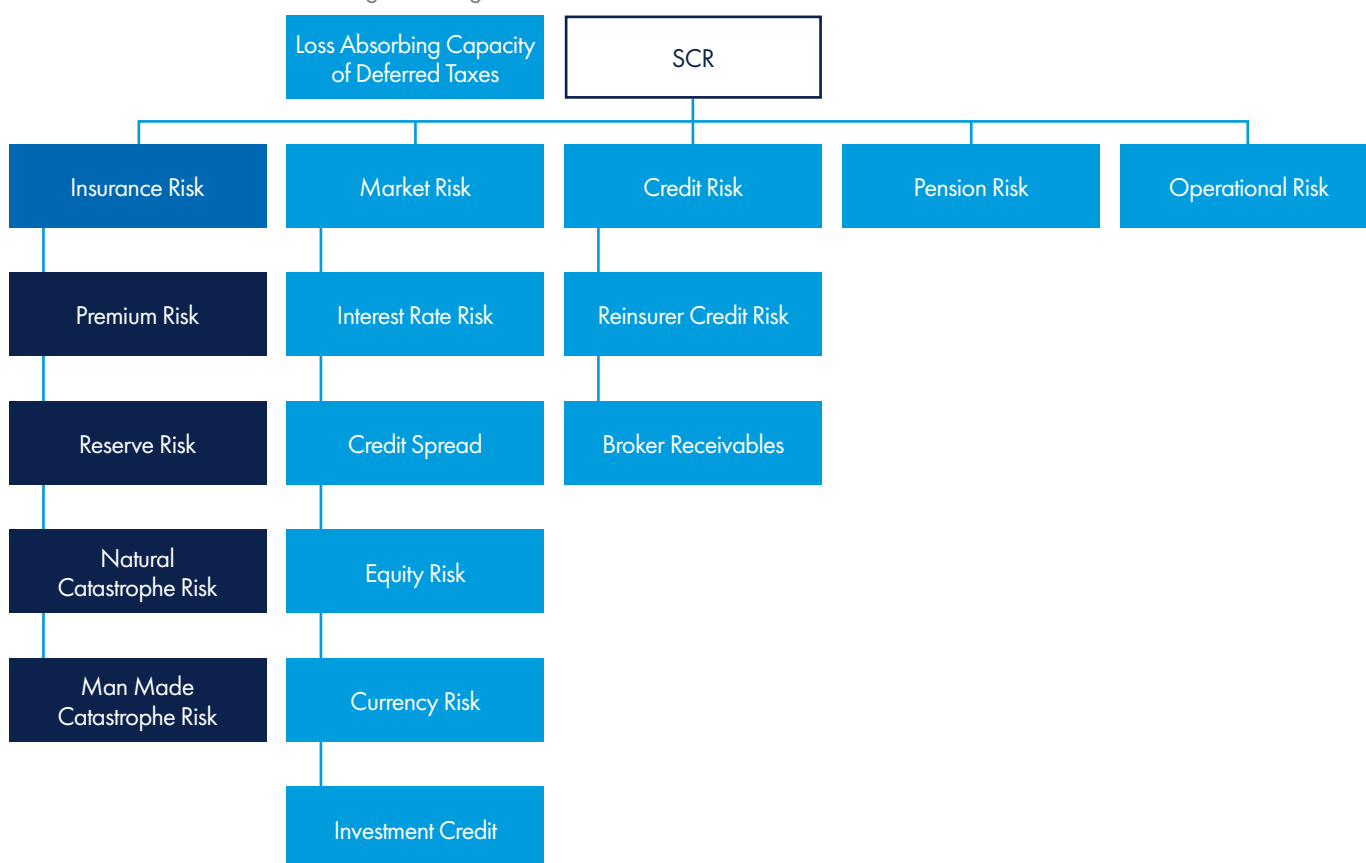 Loss Absorbing Capacity
of Deferred Taxes
SCR
Insurance Risk
Market Risk
Credit Risk
Pension Risk
Operational Risk
Premium Risk
Interest Rate Risk
Reinsurer Credit Risk
Reserve Risk
Credit Spread
Broker Receivables
Natural
Catastrophe Risk
Equity Risk
Man Made
Catastrophe Risk
Currency Risk
Investment Credit